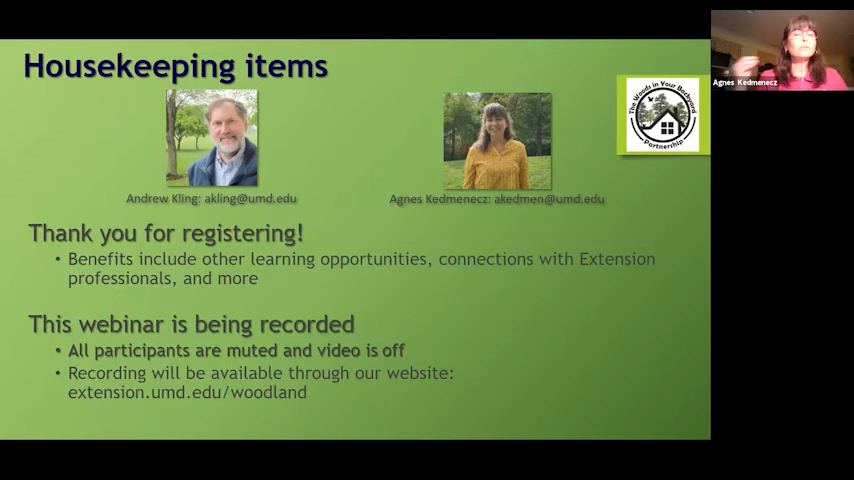 Housekeeping items
Agnes Kedmenecz
The Woods in Your Backyard
Partnership
Andrew Kling: akling@umd.edu
Agnes Kedmenecz: akedmen@umd.edu
Thank you for registering!
• Benefits include other learning opportunities, connections with Extension
professionals, and more
This webinar is being recorded
• All participants are muted and video is off
• Recording will be available through our website:
extension.umd.edu/woodland